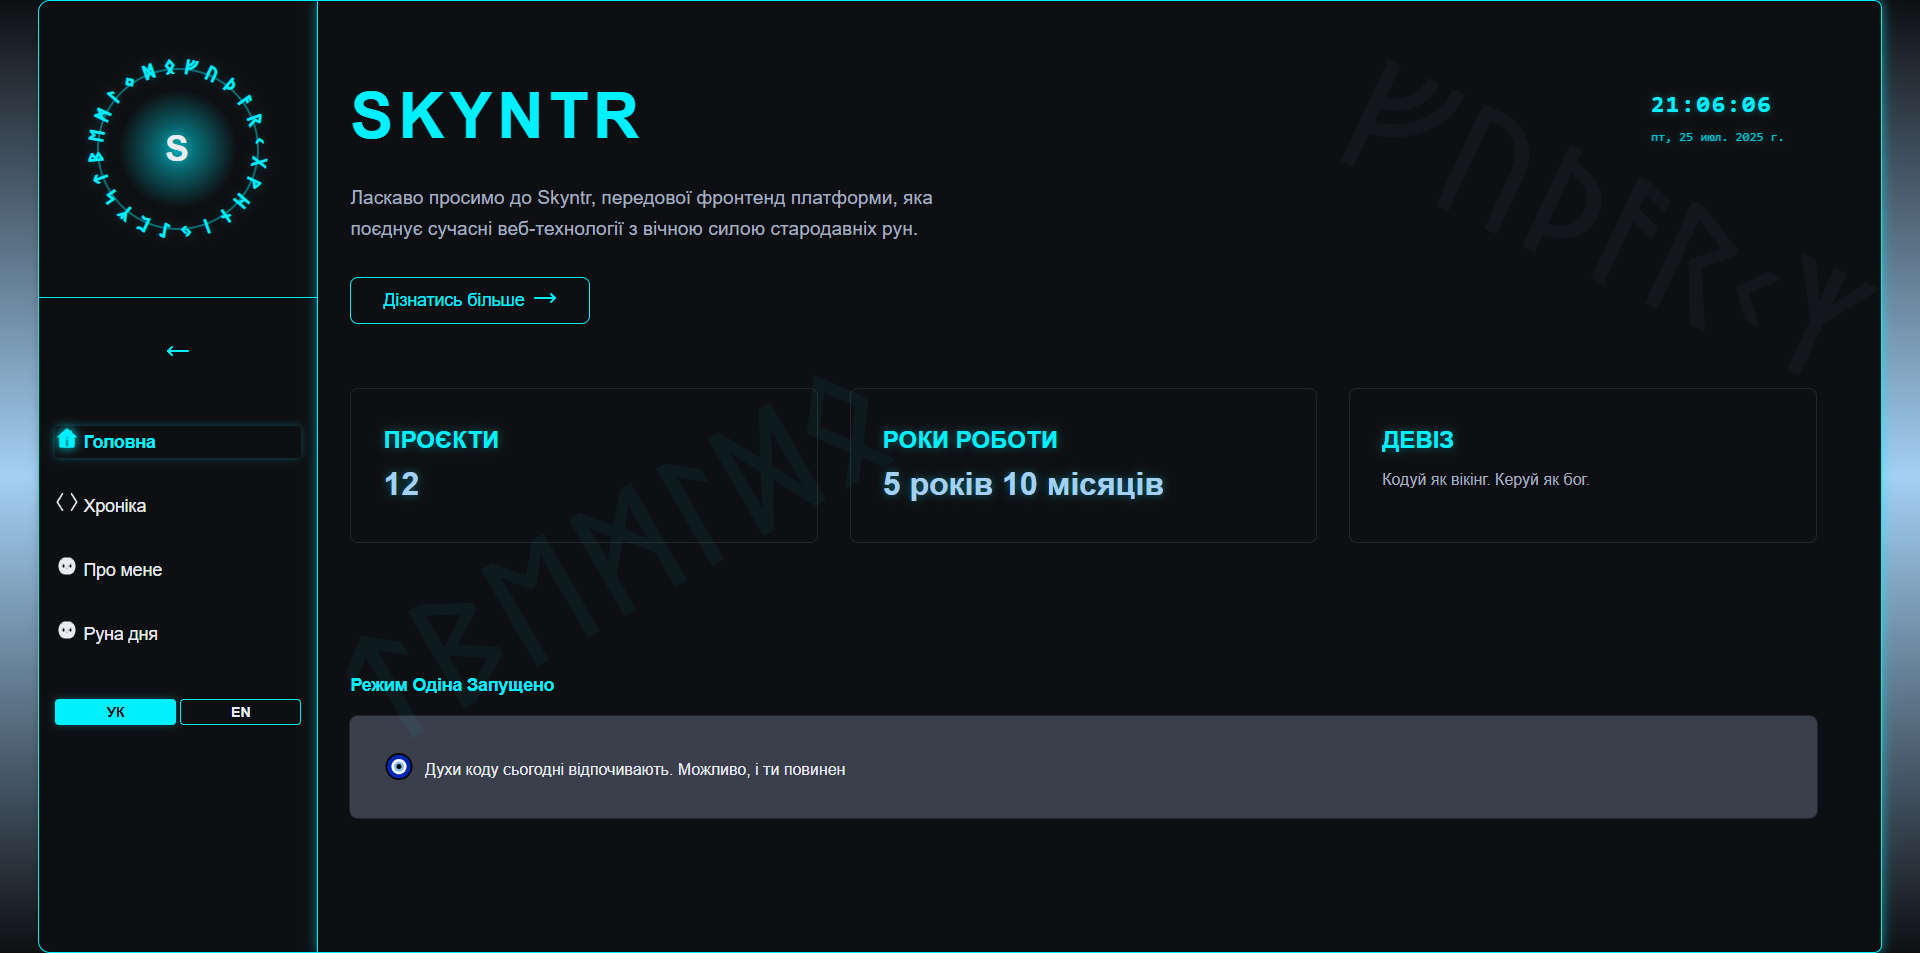 S
←
Головна
Хроніка
Про мене
Руна дня
УК
EN
SKYNTR
21:06:06
пт, 25 июл. 2025 г.
Ласкаво просимо до Skyntr, передової фронтенд платформи, яка
поєднує сучасні веб-технології з вічною силою стародавніх рун.
Дізнатись більше →
ᚠᚢᚦᚨᚱᚲᛉ
ПРОЄКТИ
12
РОКИ РОБОТИ
5 років 10 місяців
ДЕВІЗ
Кодуй як вікінг. Керуй як бог.
ᛏᛒᛖᛗᛚᛞᛟ
Режим Одіна Запущено
Духи коду сьогодні відпочивають. Можливо, і ти повинен